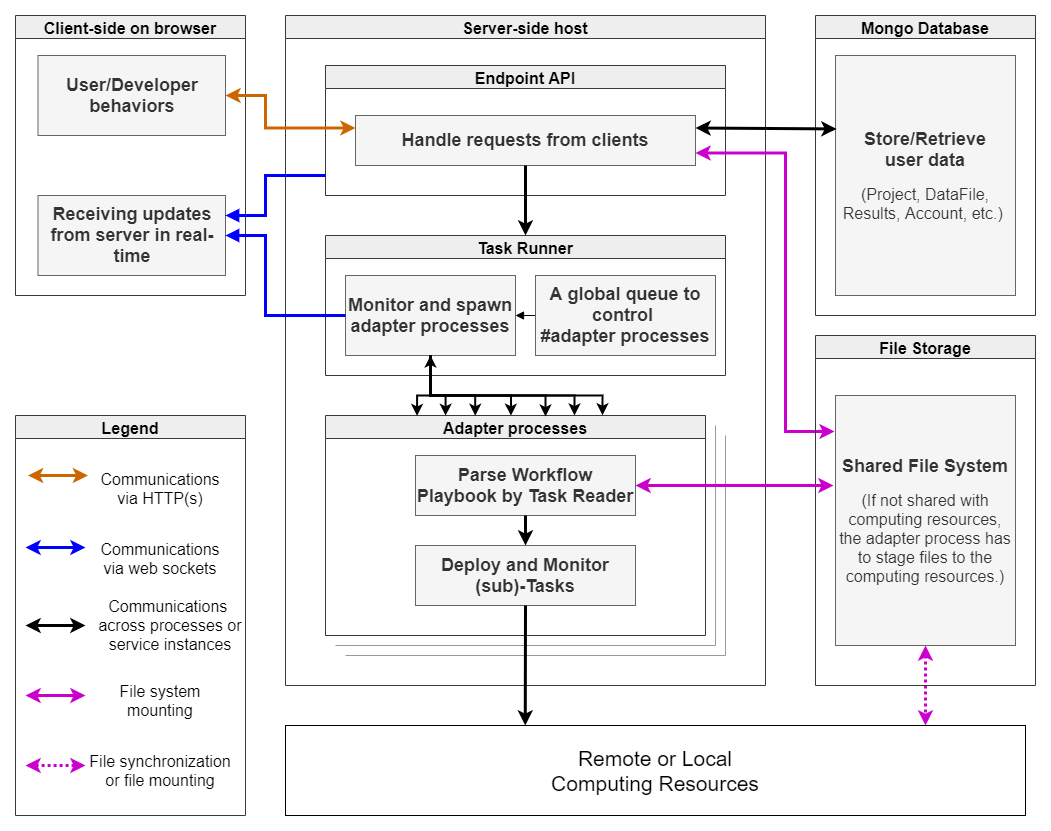 Client-side on browser
User/Developer
behaviors
Receiving updates
from server in real-
time
Server-side host
Endpoint API
Handle requests from clients
Task Runner
Monitor and spawn
adapter processes
A global queue to
control
#adapter processes
Adapter processes
Parse Workflow
Playbook by Task Reader
Deploy and Monitor
(sub)-Tasks
Mongo Database
Store/Retrieve
user data
(Project, DataFile,
Results, Account, etc.)
File Storage
Shared File System
(If not shared with
computing resources,
the adapter process has
to stage files to the
computing resources.)
Legend
Communications
via HTTP(s)
Communications
via web sockets
Communications
across processes or
service instances
File system
mounting
File synchronization
or file mounting
Remote or Local
Computing Resources